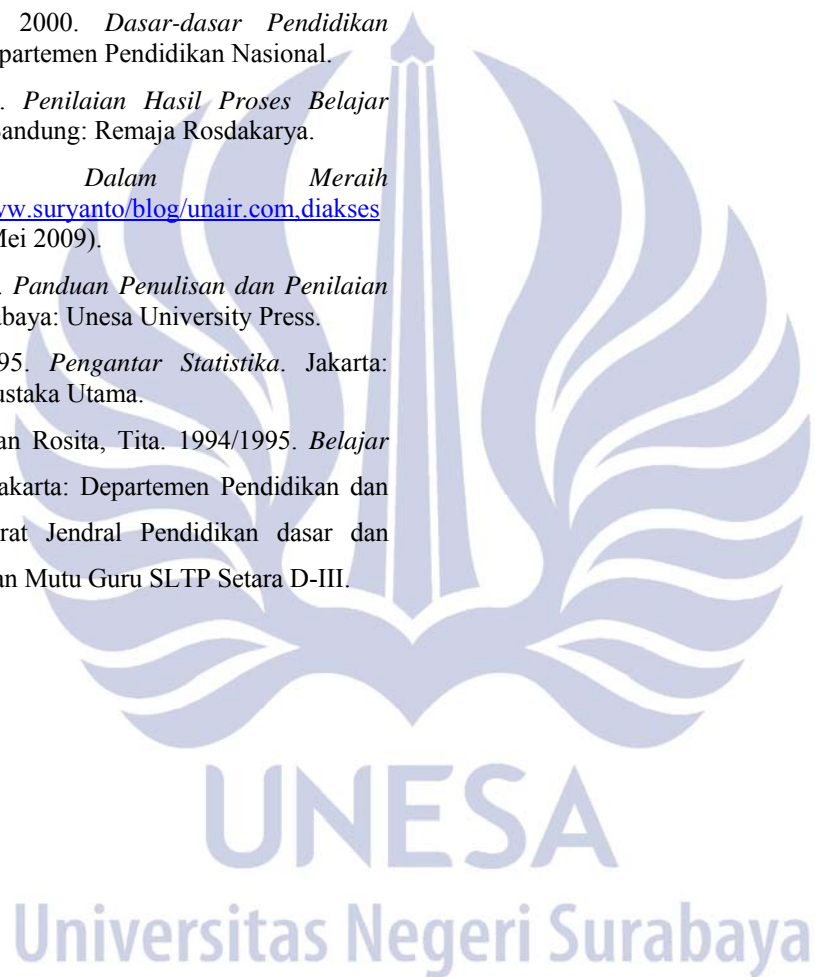 2000. Dasar-dasar Pendidikan
partemen Pendidikan Nasional.
. Penilaian Hasil Proses Belajar
Bandung: Remaja Rosdakarya.
Dalam Meraih
ww.suryanto/blog/unair.com,diakses
Mei 2009).
. Panduan Penulisan dan Penilaian
abaya: Unesa University Press.
95. Pengantar Statistika. Jakarta:
ustaka Utama.
an Rosita, Tita. 1994/1995. Belajar
akarta: Departemen Pendidikan dan
rat Jendral Pendidikan dasar dan
an Mutu Guru SLTP Setara D-III.
UNESA
Universitas Negeri Surabaya